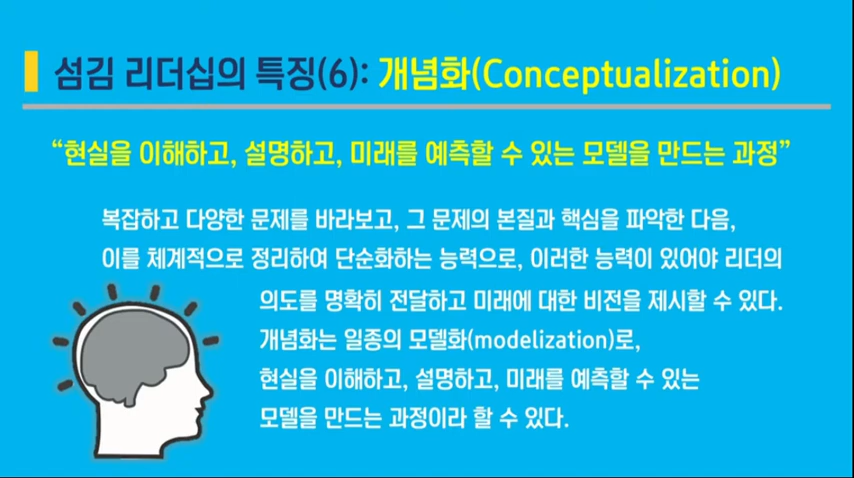 섬김 리더십의 특징(6): 개념화(Conceptualization)
“현실을 이해하고, 설명하고, 미래를 예측할 수 있는 모델을 만드는 과정”
복잡하고 다양한 문제를 바라보고, 그 문제의 본질과 핵심을 파악한 다음,
이를 체계적으로 정리하여 단순화하는 능력으로, 이러한 능력이 있어야 리더의
의도를 명확히 전달하고 미래에 대한 비전을 제시할 수 있다.
개념화는 일종의 모델화(modelization)로,
현실을 이해하고, 설명하고, 미래를 예측할 수 있는
모델을 만드는 과정이라 할 수 있다.